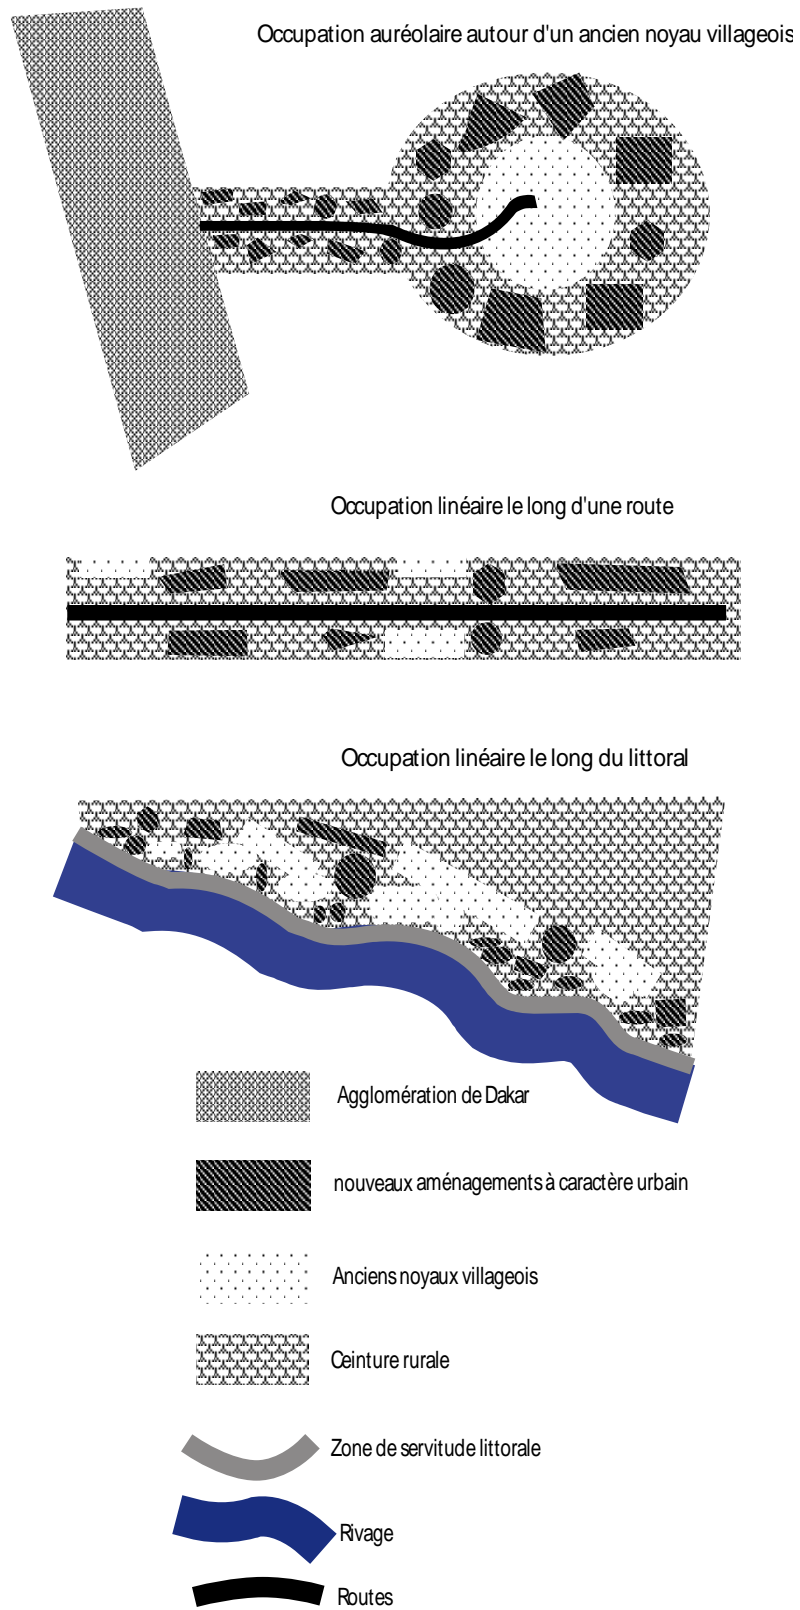 Occupation auréolaire autour d'un ancien noyau villageois
Occupation linéaire le long d'une route
Occupation linéaire le long du littoral
Agglomération de Dakar
nouveaux aménagements à caractère urbain
Anciens noyaux villageois
Ceinture rurale
Zone de servitude littorale
Rivage
Routes